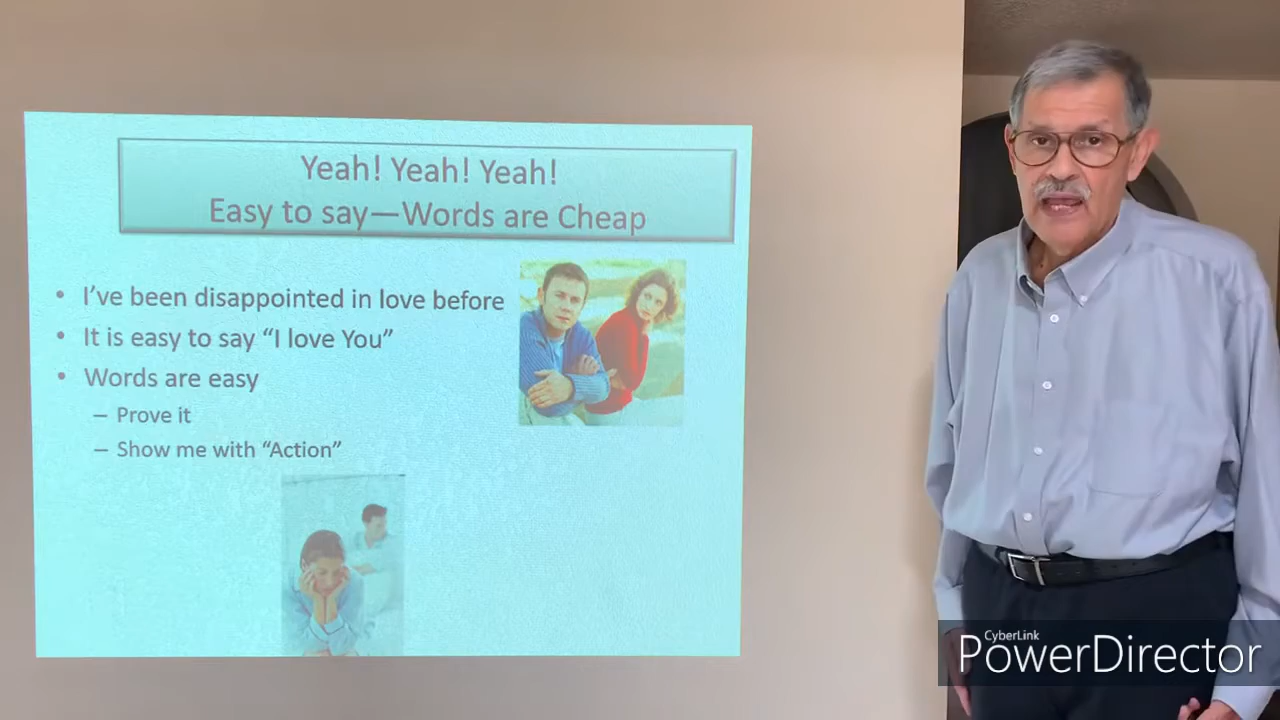 Yeah! Yeah! Yeah!
Easy to say—Words are Cheap
• I've been disappointed in love before
• It is easy to say “I love You”
• Words are easy
– Prove it
– Show me with “Action”
CyberLink
PowerDirector